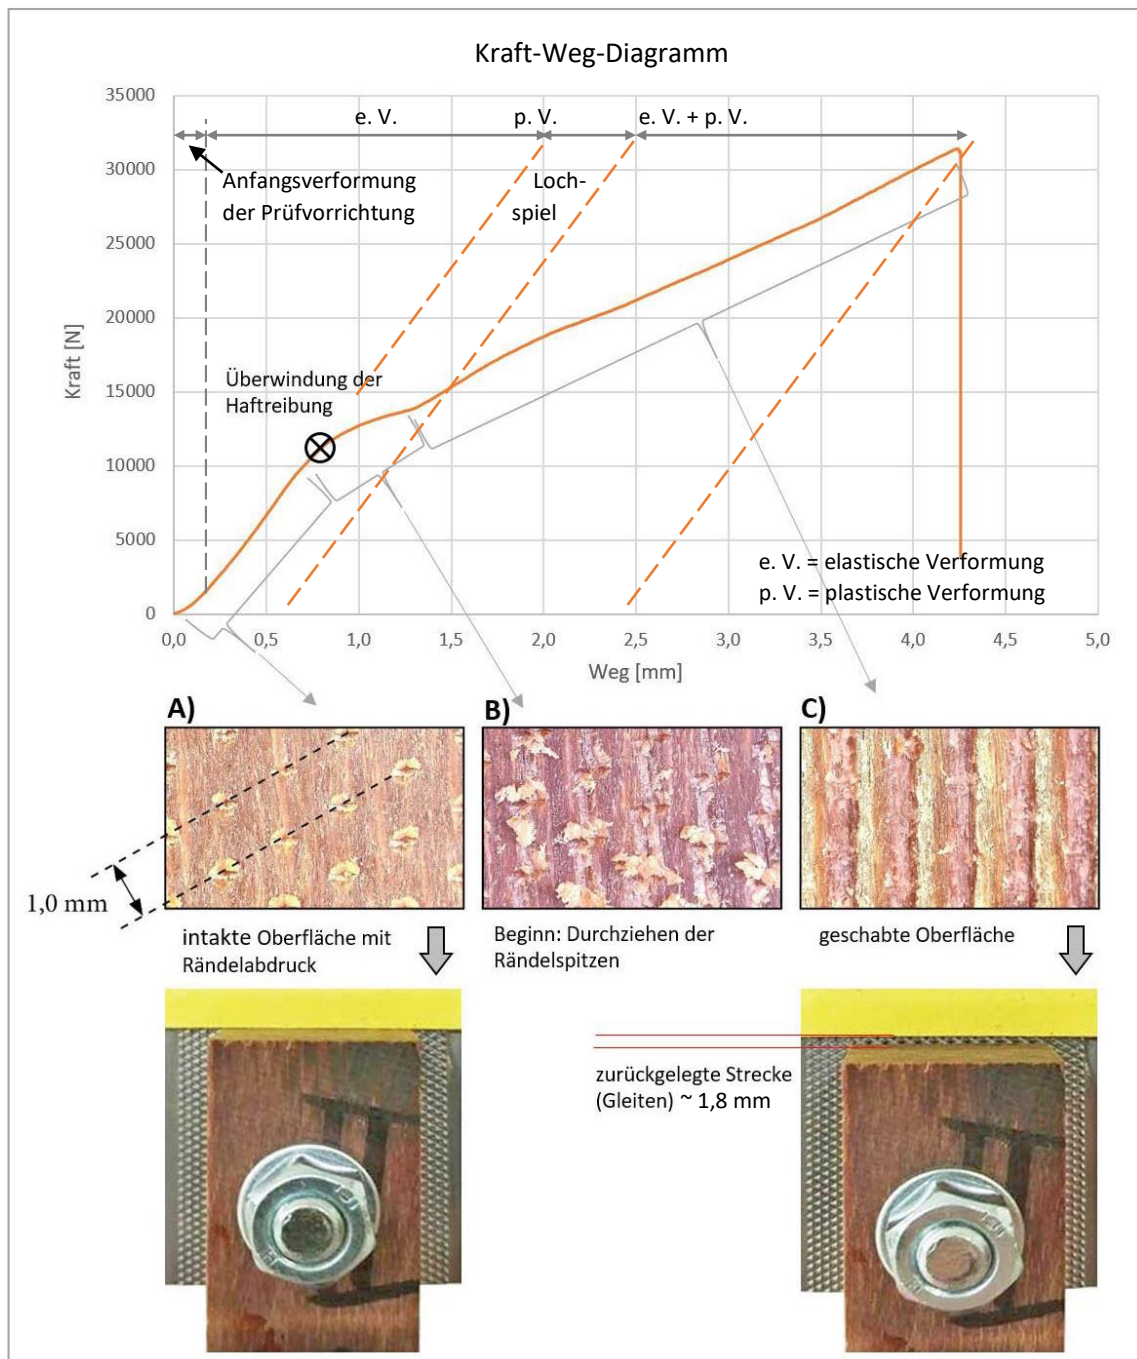 Kraft-Weg-Diagramm
35000
30000
25000
20000
15000
10000
5000
0
Kraft [N]
e. V.
p. V.
e. V. + p. V.
Anfangsverformung
der Prüfvorrichtung
Loch-
spiel
Überwindung der
Haftreibung
e. V. = elastische Verformung
p. V. = plastische Verformung
0,0
0,5
1,0
1,5
2,0
2,5
3,0
3,5
4,0
4,5
5,0
Weg [mm]
A)
B)
C)
1,0 mm
intakte Oberfläche mit
Rändelabdruck
Beginn: Durchziehen der
Rändelspitzen
geschabte Oberfläche
zurückgelegte Strecke
(Gleiten) ~ 1,8 mm